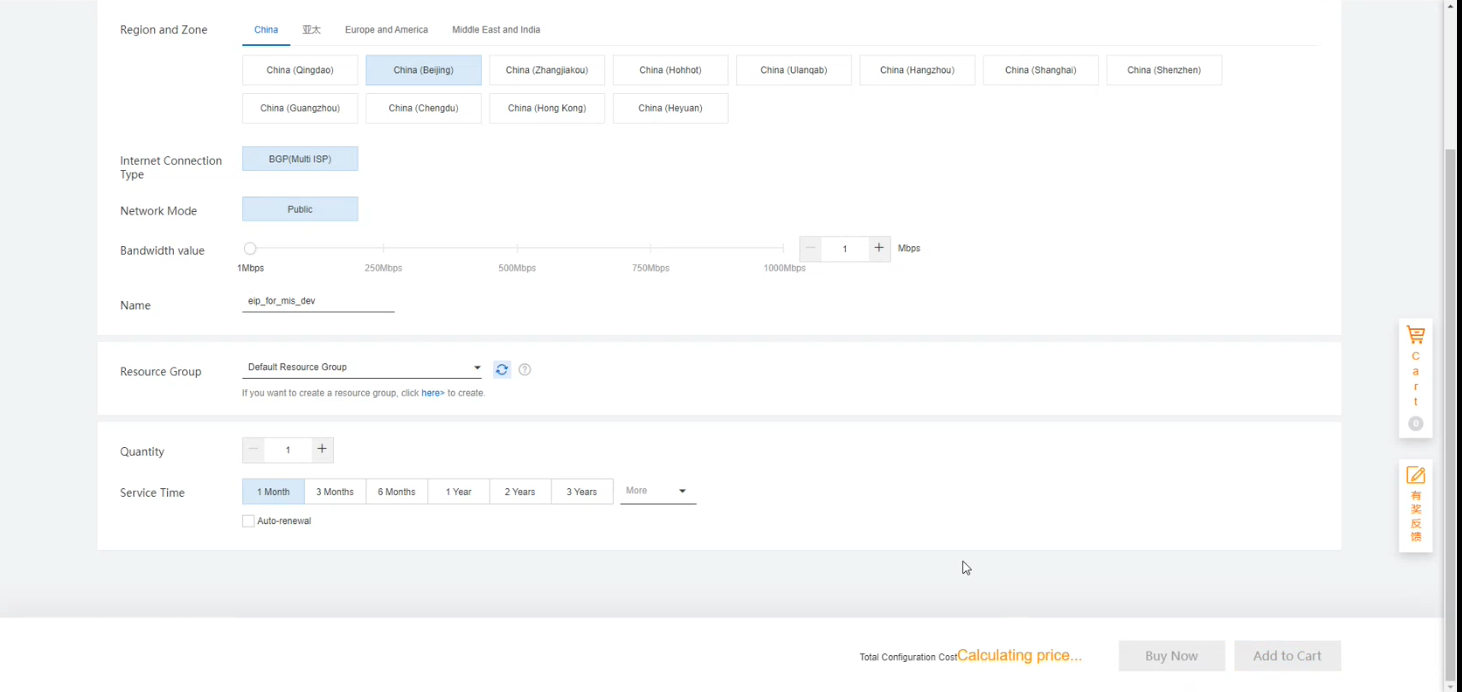 Region and Zone
China 亚太 Europe and America Middle East and India
China (Qingdao) China (Beijing) China (Zhangjiakou) China (Hohhot) China (Ulanqab) China (Hangzhou) China (Shanghai) China (Shenzhen)
China (Guangzhou) China (Chengdu) China (Hong Kong) China (Heyuan)
Internet Connection
Type
BGP(Multi ISP)
Network Mode
Public
Bandwidth value
1 Mbps
1Mbps 250Mbps 500Mbps 750Mbps 1000Mbps
Name
eip_for_mis_dev
Resource Group
Default Resource Group
If you want to create a resource group, click here> to create.
Quantity
1
Service Time
1 Month 3 Months 6 Months 1 Year 2 Years 3 Years More
Auto-renewal
Cart
0
有奖反馈
Total Configuration Cost Calculating price...
Buy Now
Add to Cart